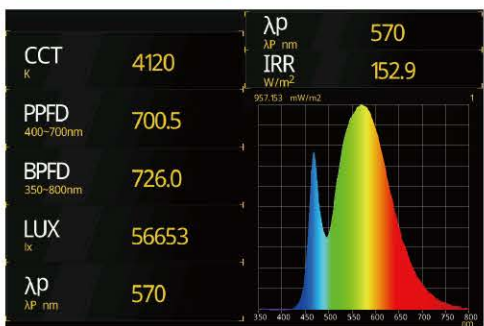 λp
λP nm
570
IRR
W/m²
152.9
CCT
K
4120
PPFD
400~700nm
700.5
BPFD
350~800nm
726.0
LUX
lx
56653
λp
λP nm
570
957.153 mW/m2
1
350 400 450 500 550 600 650 700 750 800
nm